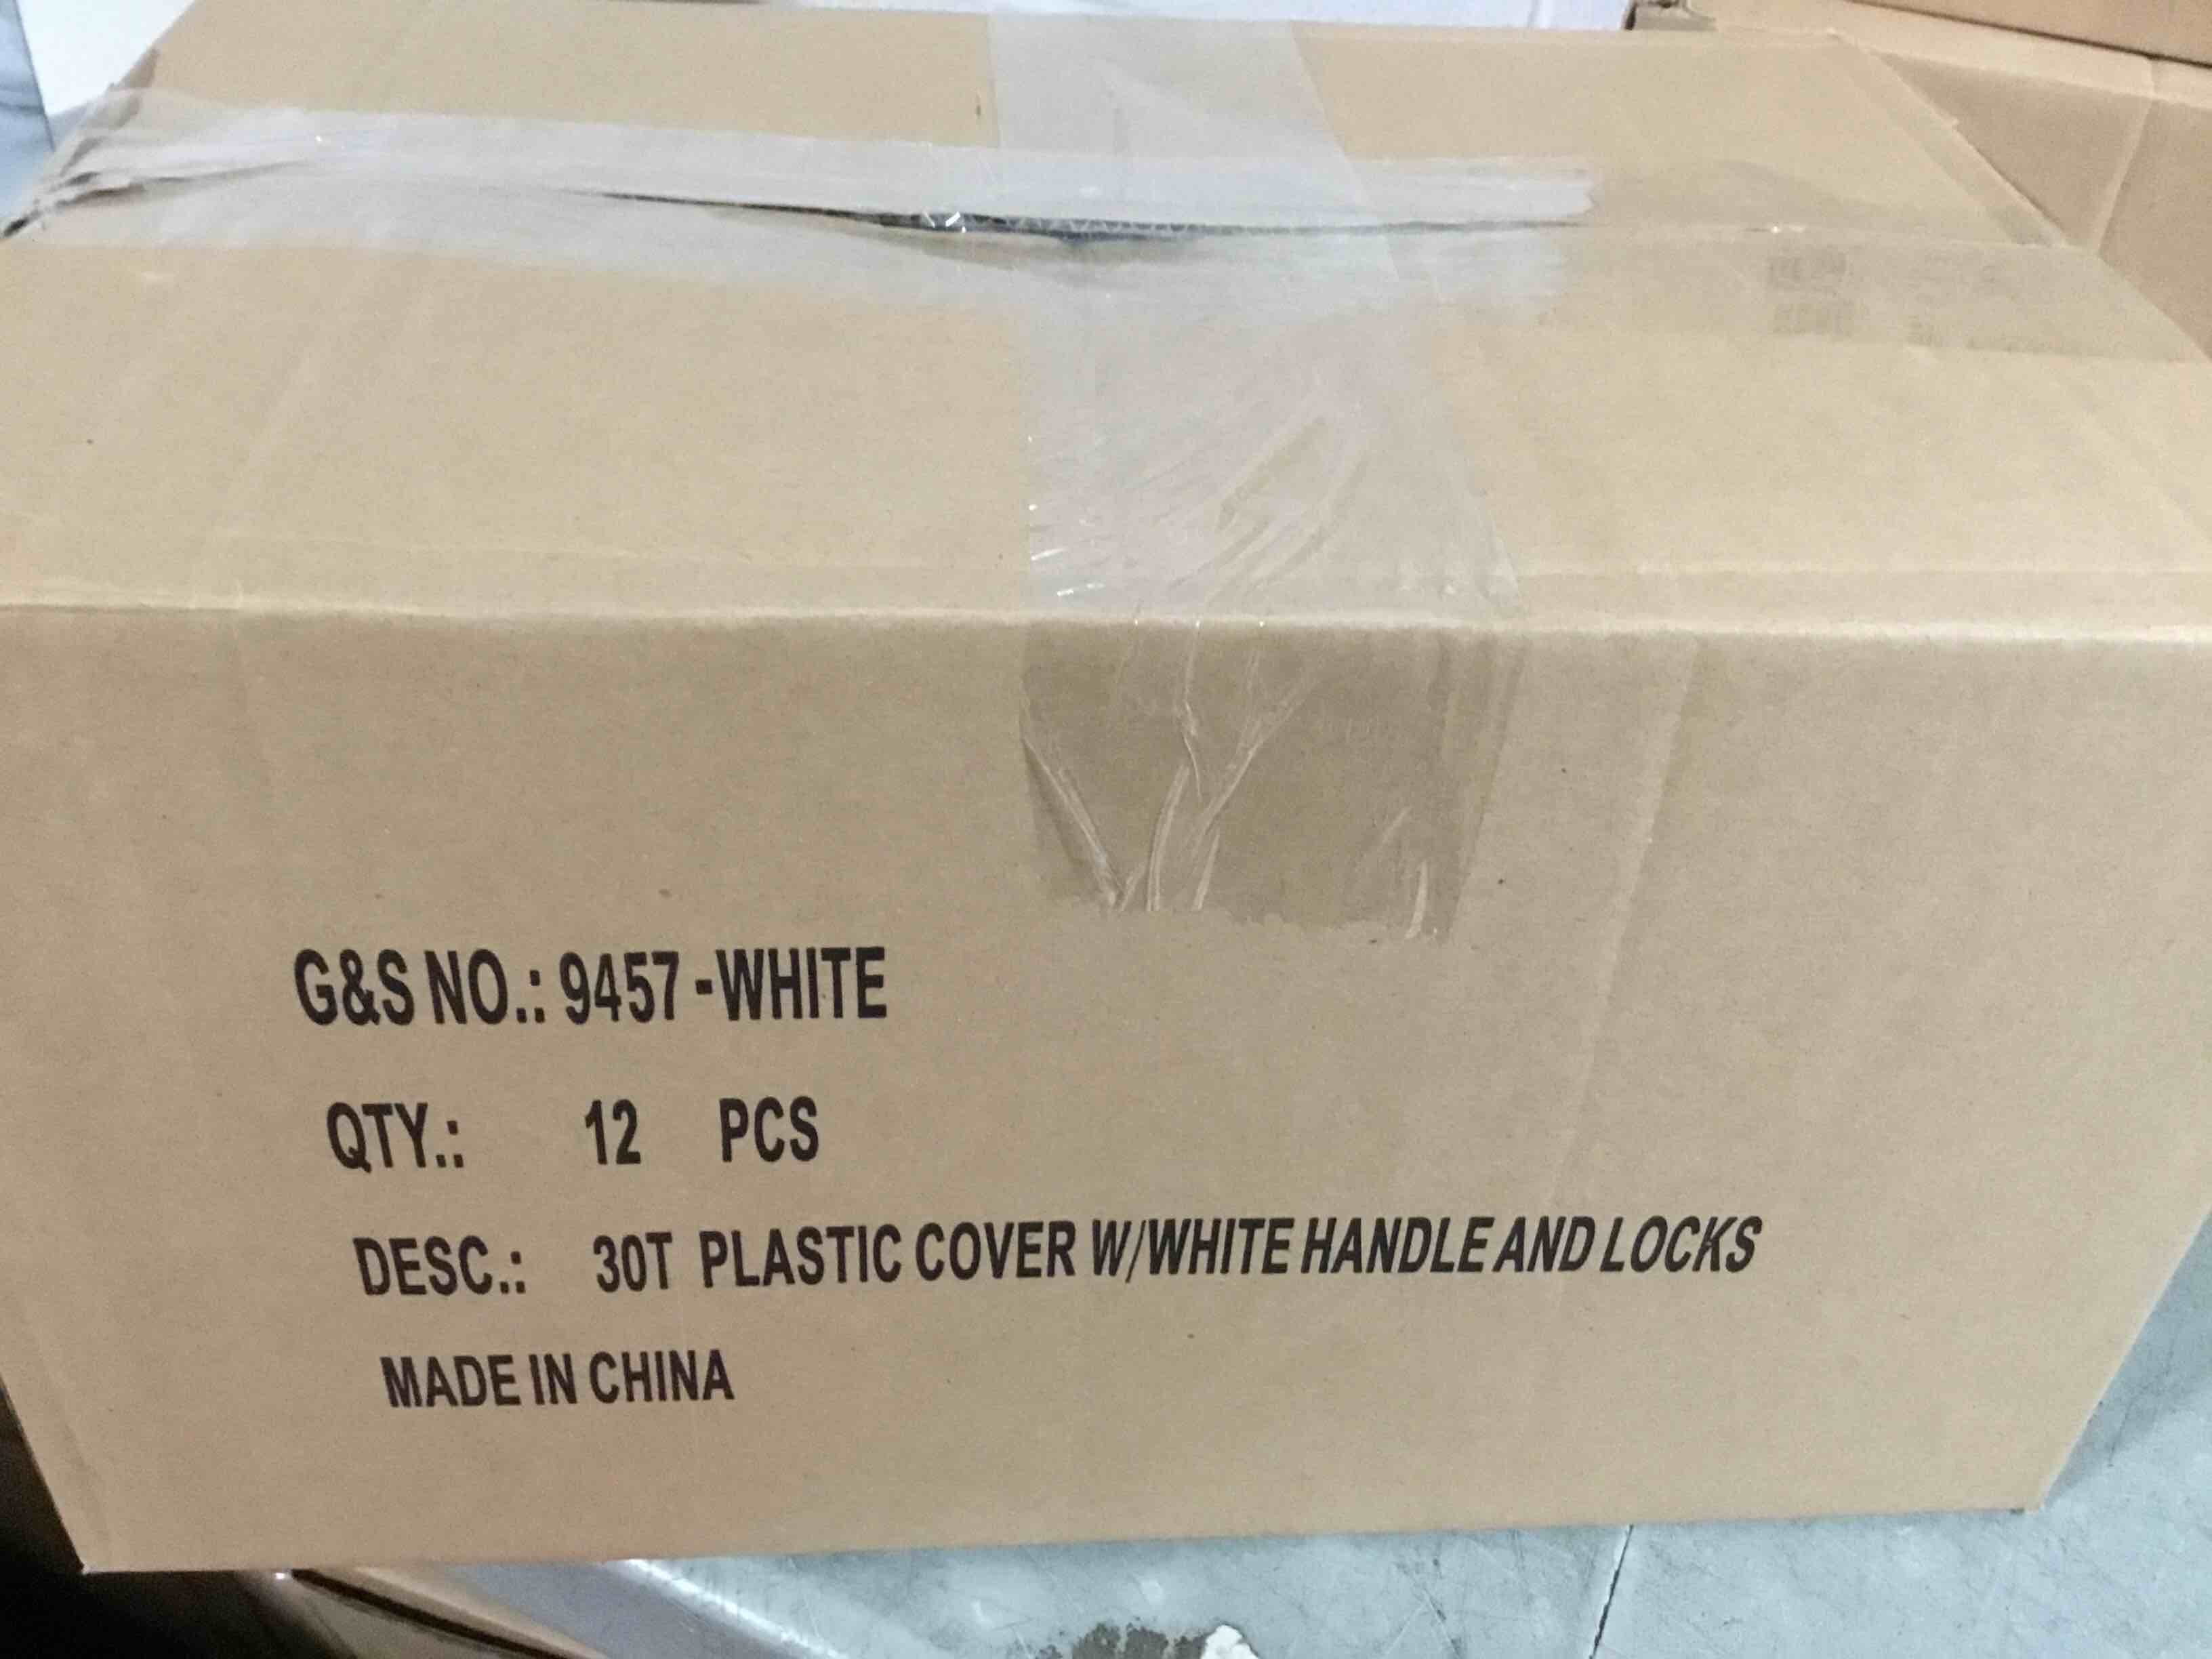 G&S NO.: 9457-WHITE
QTY.: 12 PCS
DESC.: 30T PLASTIC COVER W/WHITE HANDLE AND LOCKS
MADE IN CHINA